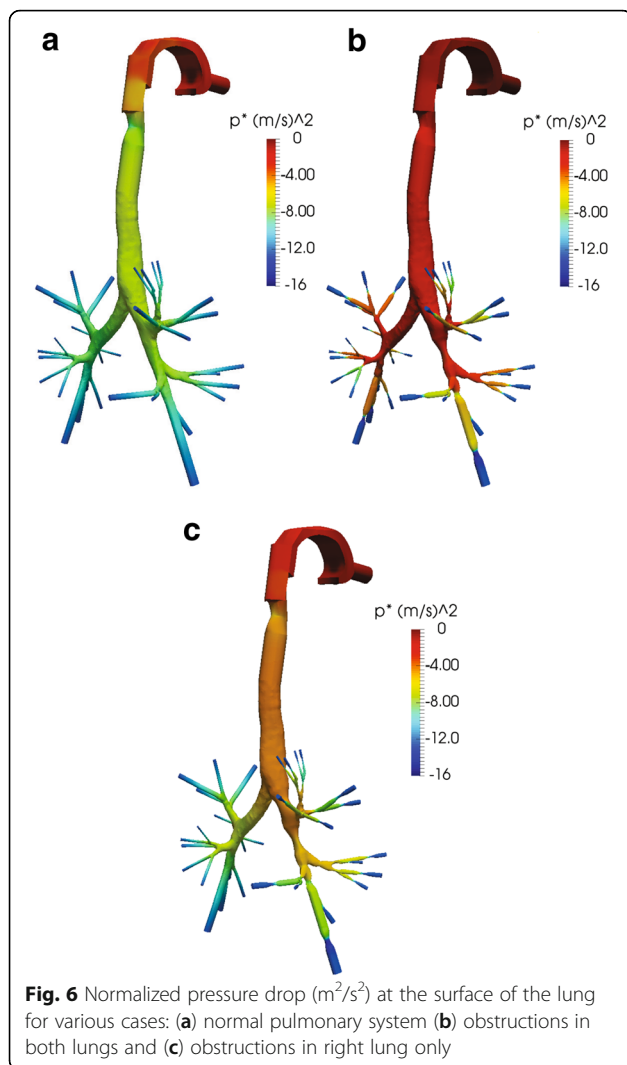 a
p* (m/s)^2
0
-4.00
-8.00
-12.0
-16
b
p* (m/s)^2
0
-4.00
-8.00
-12.0
-16
c
p* (m/s)^2
0
-4.00
-8.00
-12.0
-16
Fig. 6 Normalized pressure drop (m²/s²) at the surface of the lung
for various cases: (a) normal pulmonary system (b) obstructions in
both lungs and (c) obstructions in right lung only